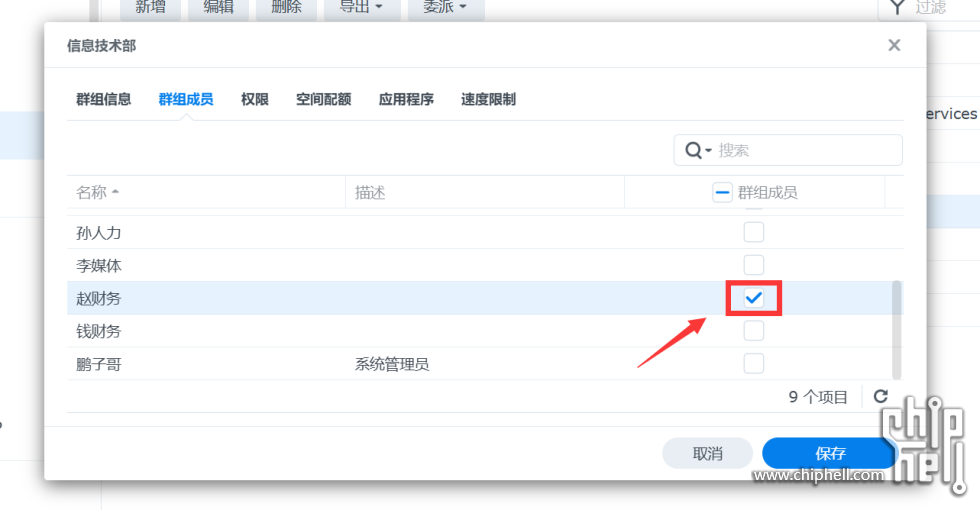 新增 编辑 删除 导出 委派 过滤
信息技术部
群组信息 群组成员 权限 空间配额 应用程序 速度限制
ervices
搜索
名称 描述 群组成员
孙人力
李媒体
赵财务
钱财务
鹏子哥 系统管理员
9 个项目
取消 保存
www.chiphell.com
chip
hell